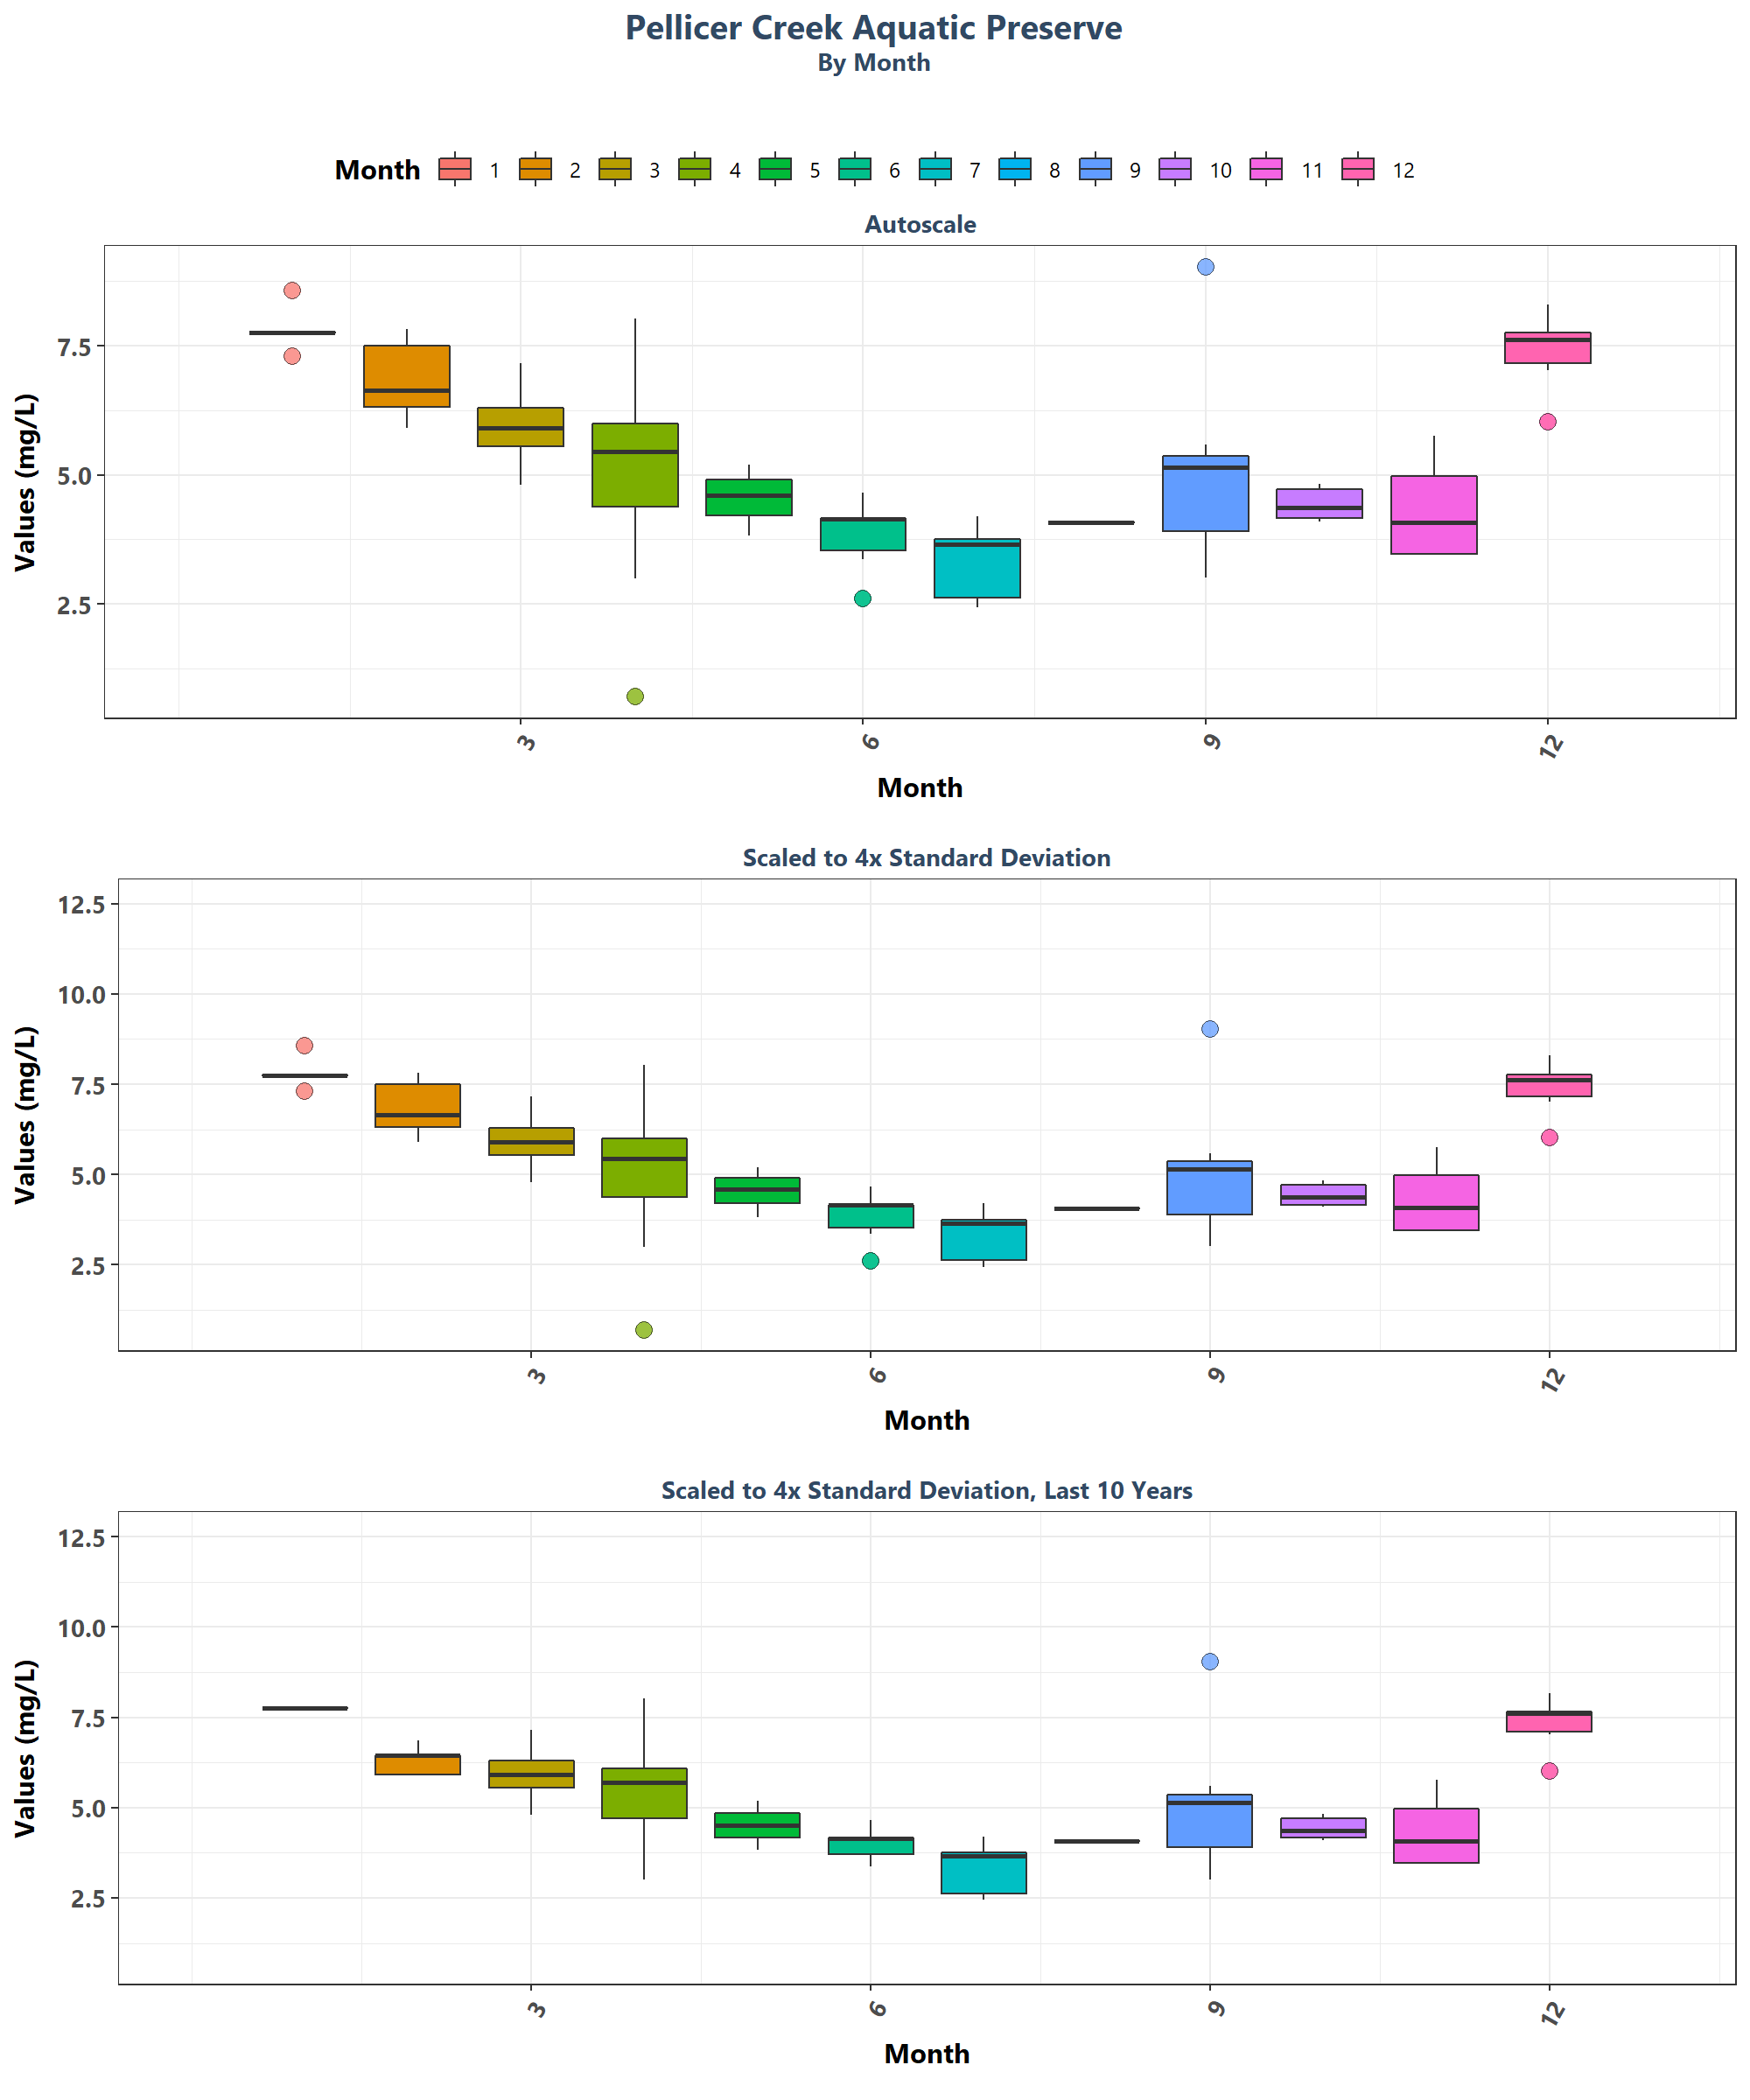 Pellicer Creek Aquatic Preserve
By Month
Month 1 2 3 4 5 6 7 8 9 10 11 12
Autoscale
Values (mg/L)
7.5
5.0
2.5
3 6 9 12
Month
Scaled to 4x Standard Deviation
Values (mg/L)
12.5
10.0
7.5
5.0
2.5
3 6 9 12
Month
Scaled to 4x Standard Deviation, Last 10 Years
Values (mg/L)
12.5
10.0
7.5
5.0
2.5
3 6 9 12
Month